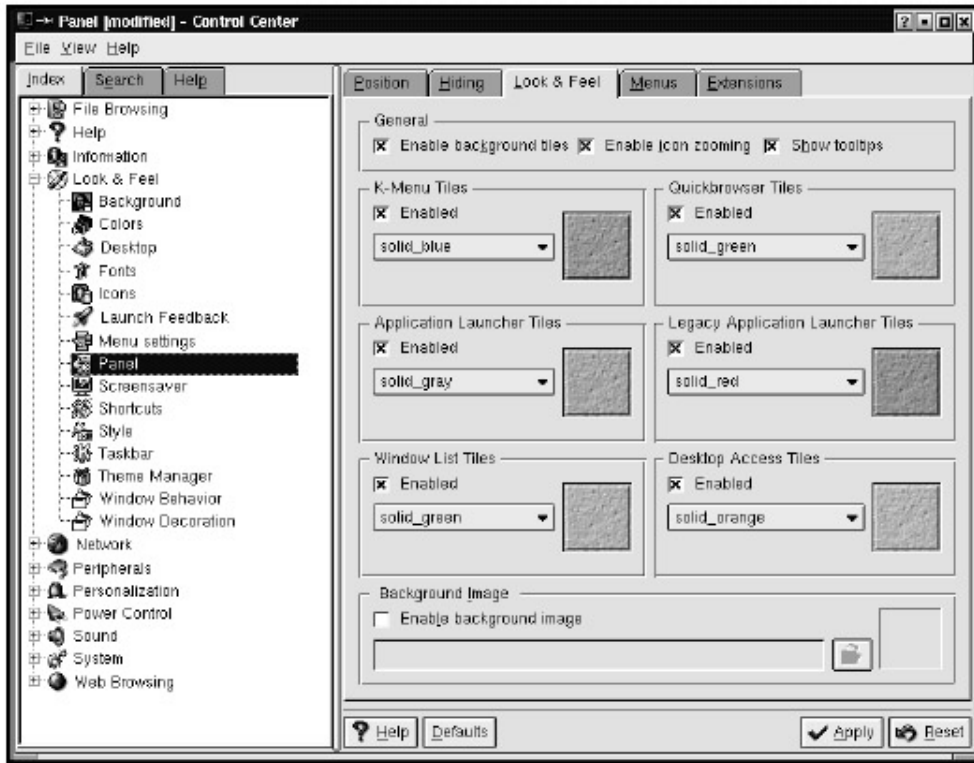 Panel [modified] - Control Center
File View Help
Index Search Help
File Browsing
Help
Information
Look & Feel
Background
Colors
Desktop
Fonts
Icons
Launch Feedback
Menu settings
Panel
Screensaver
Shortcuts
Style
Taskbar
Theme Manager
Window Behavior
Window Decoration
Network
Peripherals
Personalization
Power Control
Sound
System
Web Browsing
Position Hiding Look & Feel Menus Extensions
General
Enable background tiles Enable icon zooming Show tooltips
K-Menu Tiles
Enabled
solid_blue
Quickbrowser Tiles
Enabled
solid_green
Application Launcher Tiles
Enabled
solid_gray
Legacy Application Launcher Tiles
Enabled
solid_red
Window List Tiles
Enabled
solid_green
Desktop Access Tiles
Enabled
solid_orange
Background Image
Enable background image
Help Defaults Apply Reset